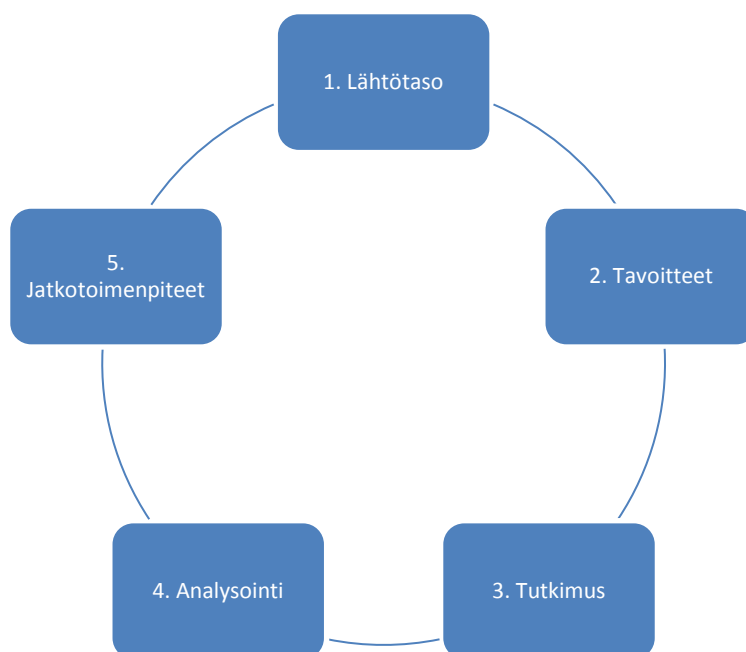 1. Lähtötaso
2. Tavoitteet
3. Tutkimus
4. Analysointi
5.
Jatkotoimenpiteet